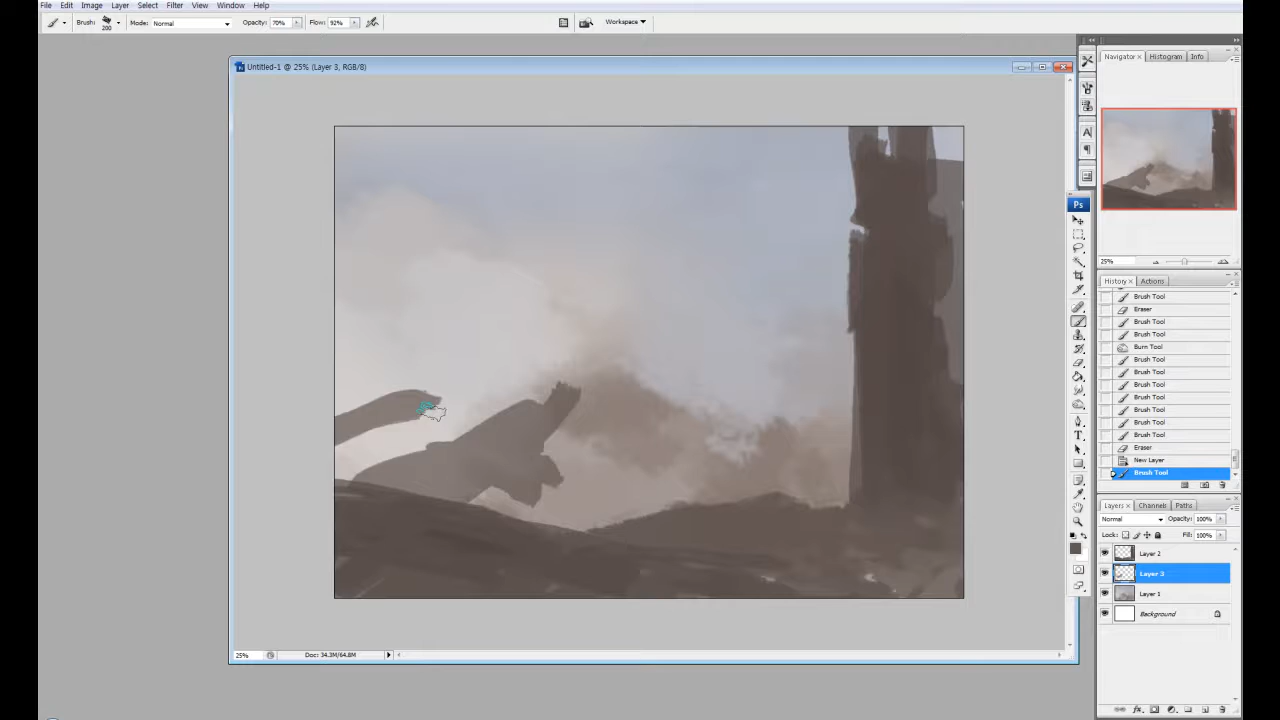 File Edit Image Layer Select Filter View Window Help
Brush: 200 Mode: Normal Opacity: 70% Flow: 92% Workspace
Untitled-1 @ 25% (Layer 3, RGB/8)
Navigator Histogram Info
25%
History Actions
Brush Tool
Eraser
Brush Tool
Brush Tool
Burn Tool
Brush Tool
Brush Tool
Brush Tool
Brush Tool
Brush Tool
Brush Tool
Brush Tool
Eraser
New Layer
Brush Tool
Layers Channels Paths
Normal Opacity: 100%
Lock: Fill: 100%
Layer 2
Layer 3
Layer 1
Background
Ps
A
T
25% Doc: 34.3M/64.8M